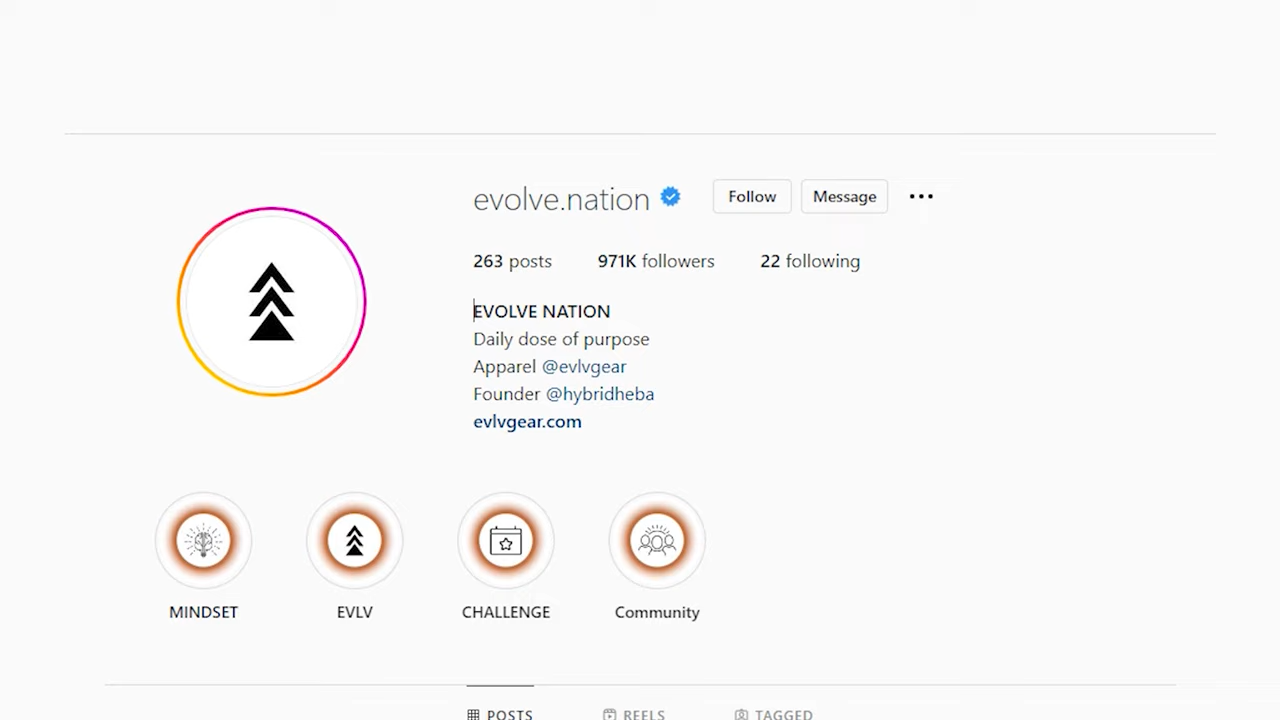 evolve.nation Follow Message
263 posts 971K followers 22 following
EVOLVE NATION
Daily dose of purpose
Apparel @evlvgear
Founder @hybridheba
evlvgear.com
MINDSET EVLV CHALLENGE Community
POSTS REELS TAGGED